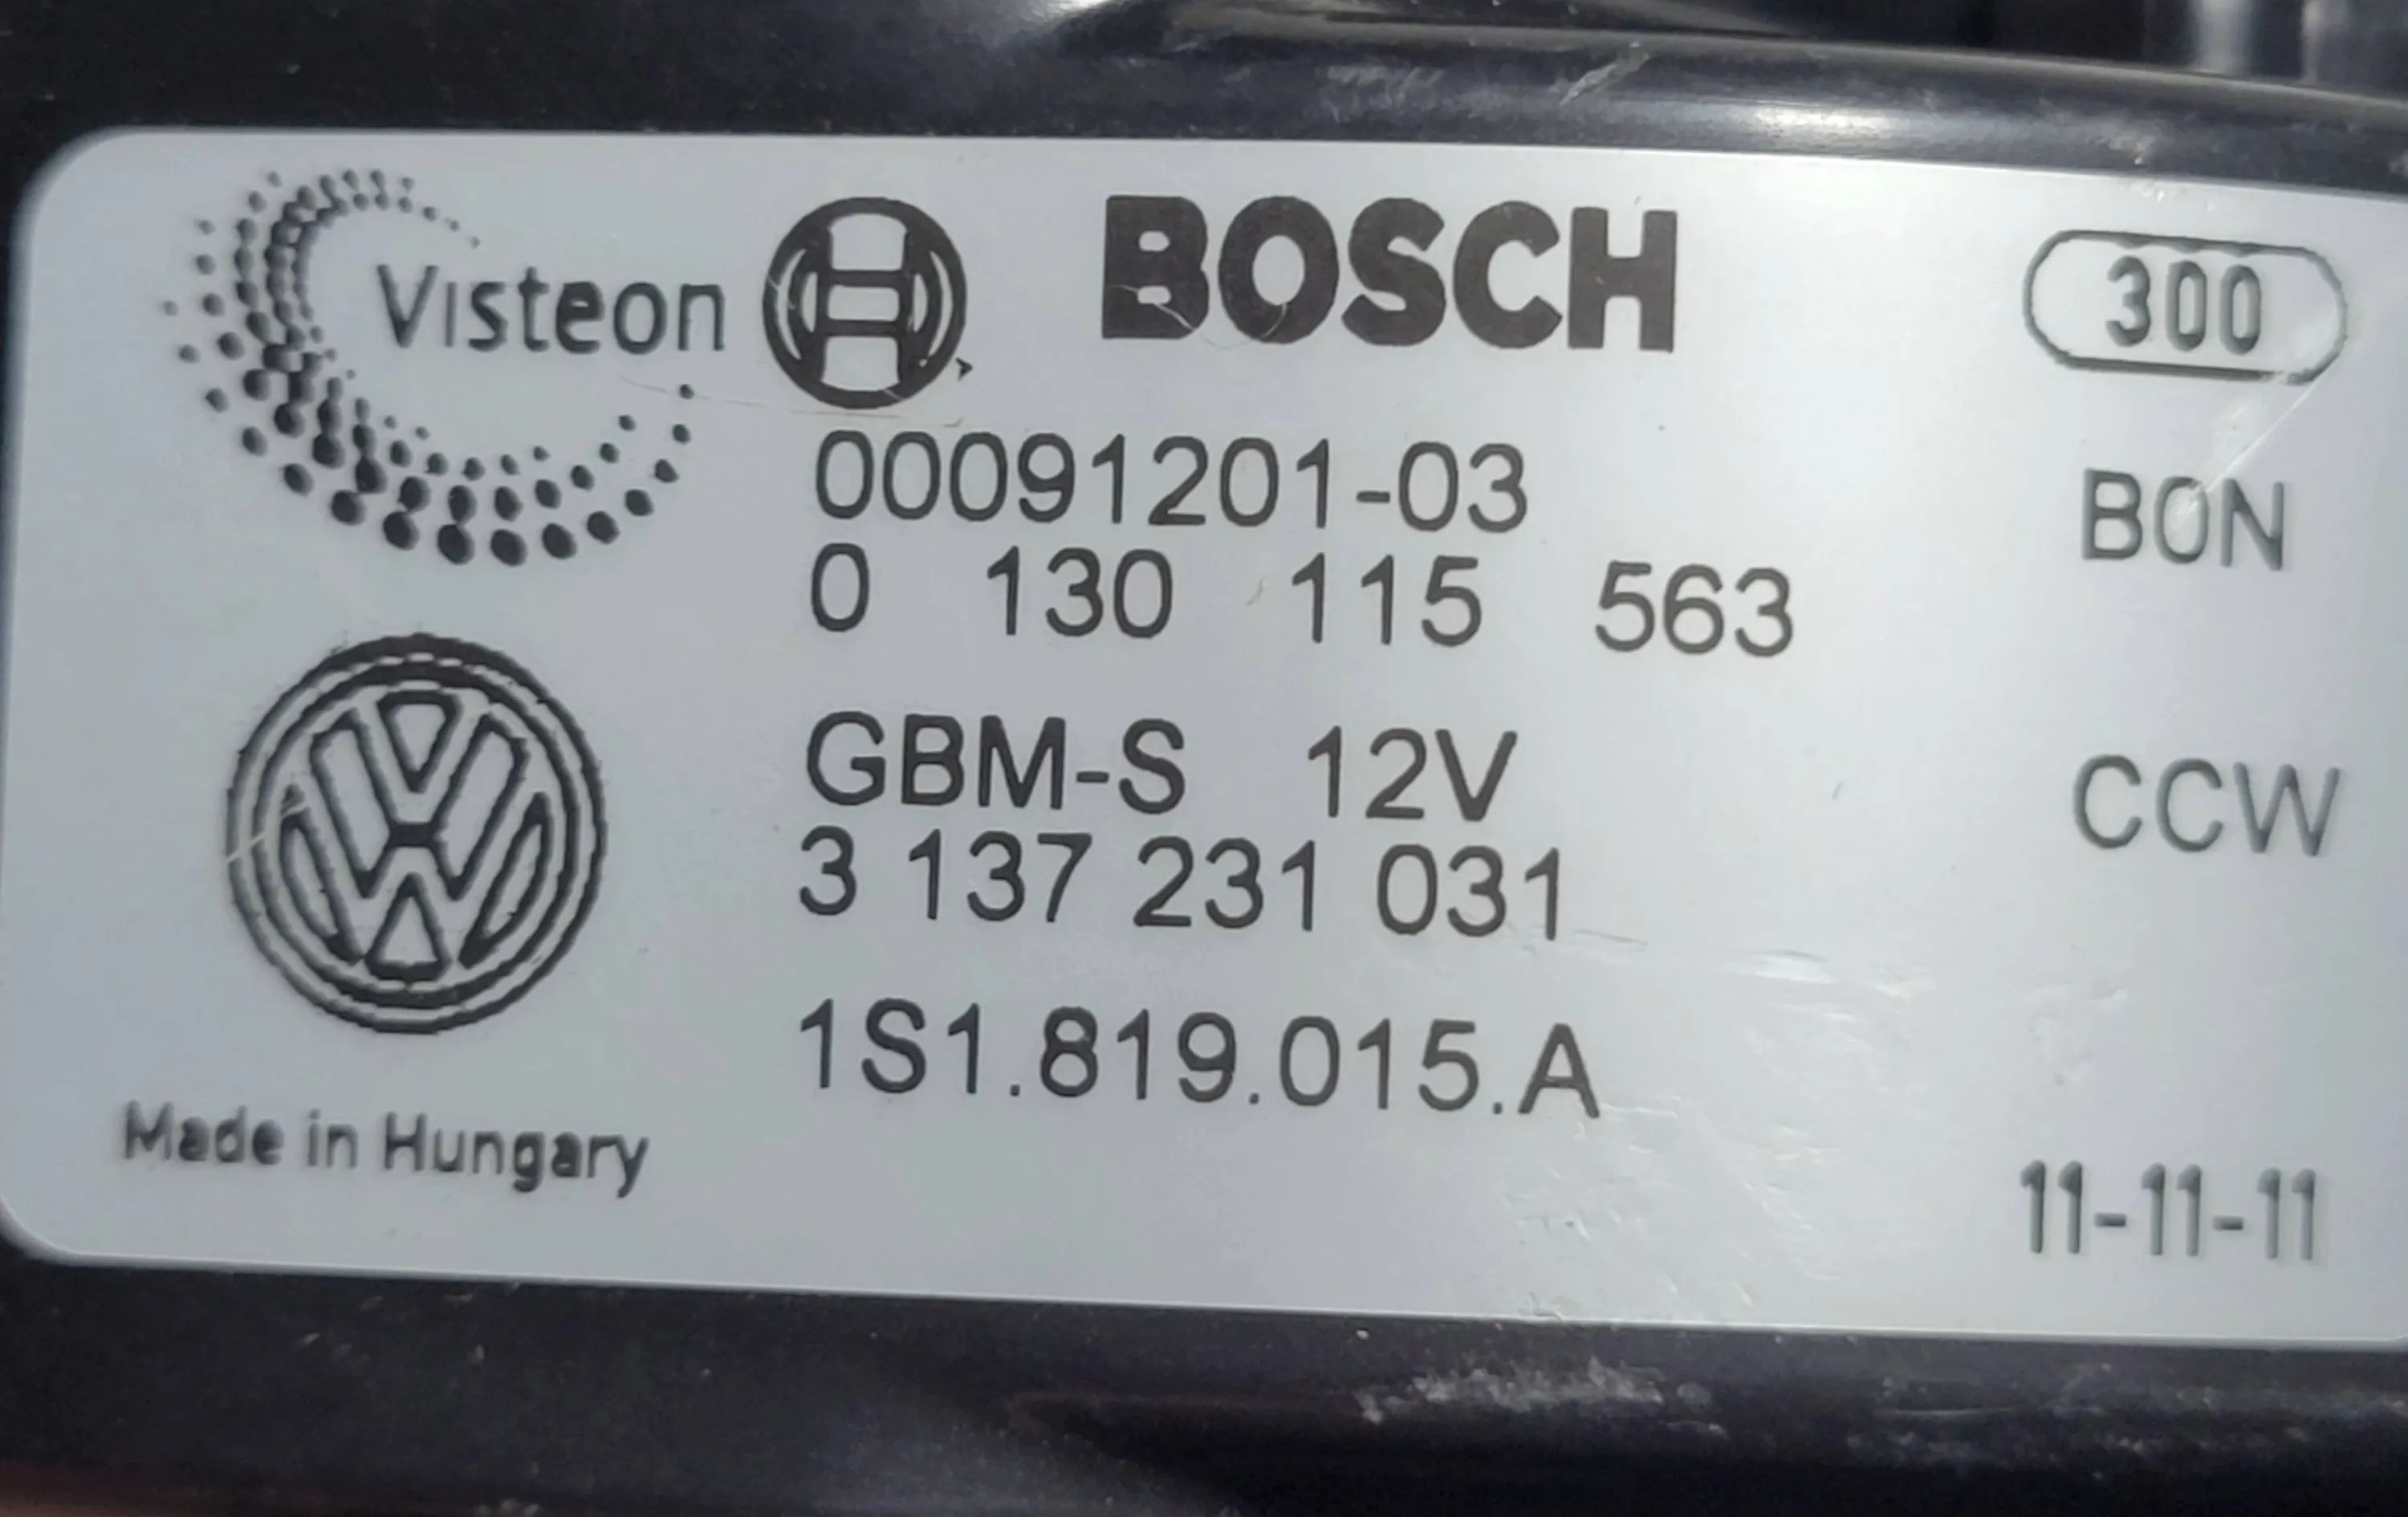 Visteon
BOSCH
300
00091201-03
BON
0 130 115 563
GBM-S 12V
CCW
3 137 231 031
1S1.819.015.A
Made in Hungary
11-11-11